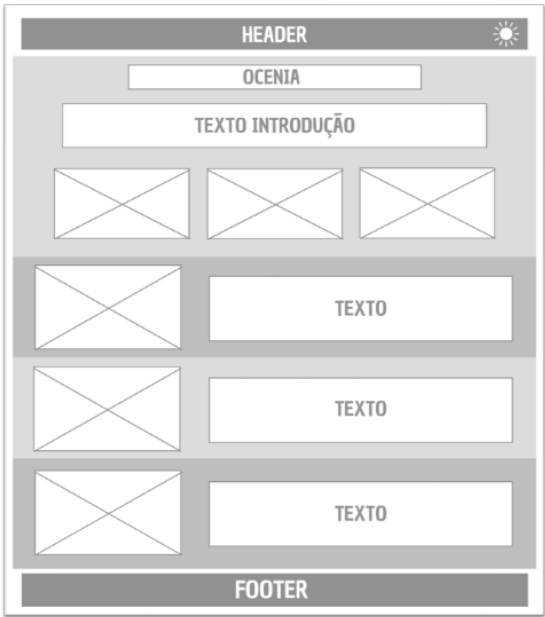 HEADER
OCENIA
TEXTO INTRODUÇÃO
TEXTO
TEXTO
TEXTO
FOOTER